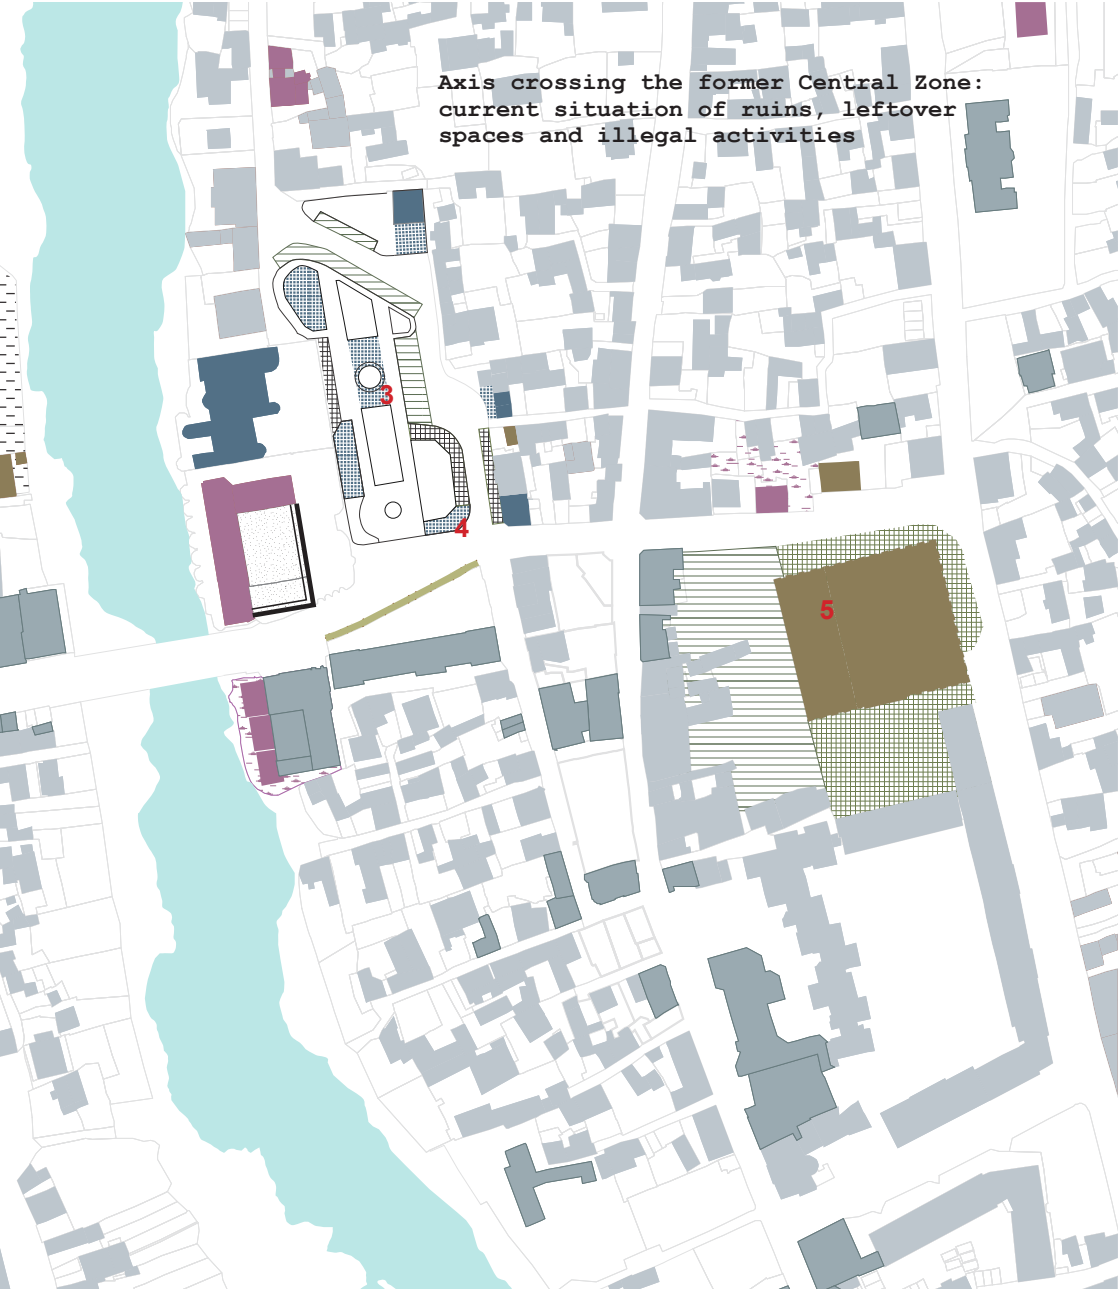 Axis crossing the former Central Zone:
current situation of ruins, leftover
spaces and illegal activities
3
4
5